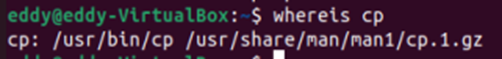 eddy@eddy-VirtualBox:~$ whereis cp
cp: /usr/bin/cp /usr/share/man/man1/cp.1.gz